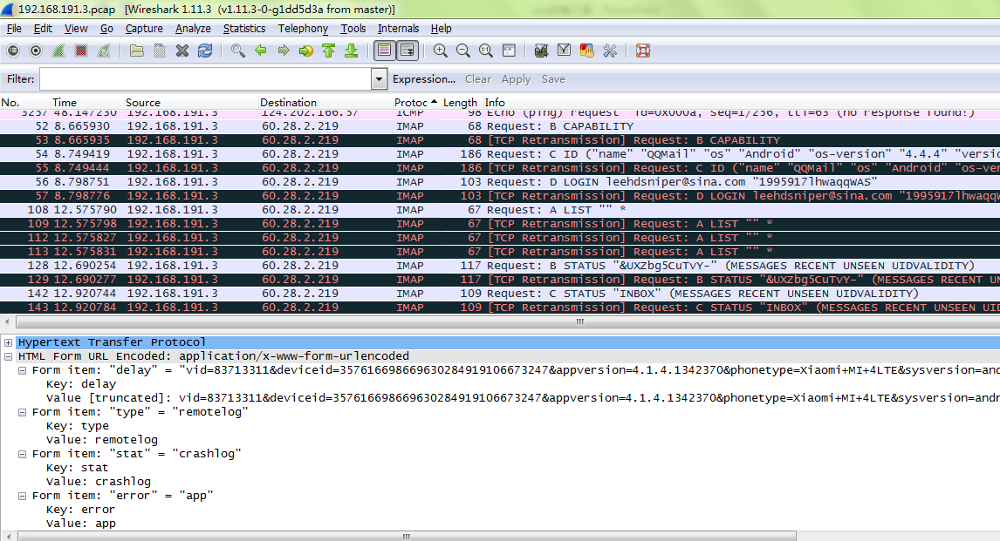 192.168.191.3.pcap [Wireshark 1.11.3 (v1.11.3-0-g1dd5d3a from master)]
File Edit View Go Capture Analyze Statistics Telephony Tools Internals Help
Filter: Expression... Clear Apply Save
No. Time Source Destination Protoc Length Info
3257 48.147230 192.168.191.3 124.202.166.57 ICMP 98 Echo (ping) request id=0x000a, seq=1/256, ttl=63 (no response found!)
52 8.665930 192.168.191.3 60.28.2.219 IMAP 68 Request: B CAPABILITY
53 8.665935 192.168.191.3 60.28.2.219 IMAP 68 [TCP Retransmission] Request: B CAPABILITY
54 8.749419 192.168.191.3 60.28.2.219 IMAP 186 Request: C ID ("name" "QQMail" "os" "Android" "os-version" "4.4.4" "versio
55 8.749444 192.168.191.3 60.28.2.219 IMAP 186 [TCP Retransmission] Request: C ID ("name" "QQMail" "os" "Android" "os-ver
56 8.798751 192.168.191.3 60.28.2.219 IMAP 103 Request: D LOGIN leehdsniper@sina.com "1995917lhwaqqWAS"
57 8.798776 192.168.191.3 60.28.2.219 IMAP 103 [TCP Retransmission] Request: D LOGIN leehdsniper@sina.com "1995917lhwaqqW
108 12.575790 192.168.191.3 60.28.2.219 IMAP 67 Request: A LIST "" *
109 12.575798 192.168.191.3 60.28.2.219 IMAP 67 [TCP Retransmission] Request: A LIST "" *
112 12.575827 192.168.191.3 60.28.2.219 IMAP 67 [TCP Retransmission] Request: A LIST "" *
113 12.575831 192.168.191.3 60.28.2.219 IMAP 67 [TCP Retransmission] Request: A LIST "" *
128 12.690254 192.168.191.3 60.28.2.219 IMAP 117 Request: B STATUS "&UXZbg5CuTvY-" (MESSAGES RECENT UNSEEN UIDVALIDITY)
129 12.690277 192.168.191.3 60.28.2.219 IMAP 117 [TCP Retransmission] Request: B STATUS "&UXZbg5CuTvY-" (MESSAGES RECENT UN
142 12.920744 192.168.191.3 60.28.2.219 IMAP 109 Request: C STATUS "INBOX" (MESSAGES RECENT UNSEEN UIDVALIDITY)
143 12.920784 192.168.191.3 60.28.2.219 IMAP 109 [TCP Retransmission] Request: C STATUS "INBOX" (MESSAGES RECENT UNSEEN UID
Hypertext Transfer Protocol
HTML Form URL Encoded: application/x-www-form-urlencoded
Form item: "delay" = "vid=83713311&deviceid=357616698669630284919106673247&appversion=4.1.4.1342370&phonetype=Xiaomi+MI+4LTE&sysversion=andr
Key: delay
Value [truncated]: vid=83713311&deviceid=357616698669630284919106673247&appversion=4.1.4.1342370&phonetype=Xiaomi+MI+4LTE&sysversion=andr
Form item: "type" = "remotelog"
Key: type
Value: remotelog
Form item: "stat" = "crashlog"
Key: stat
Value: crashlog
Form item: "error" = "app"
Key: error
Value: app